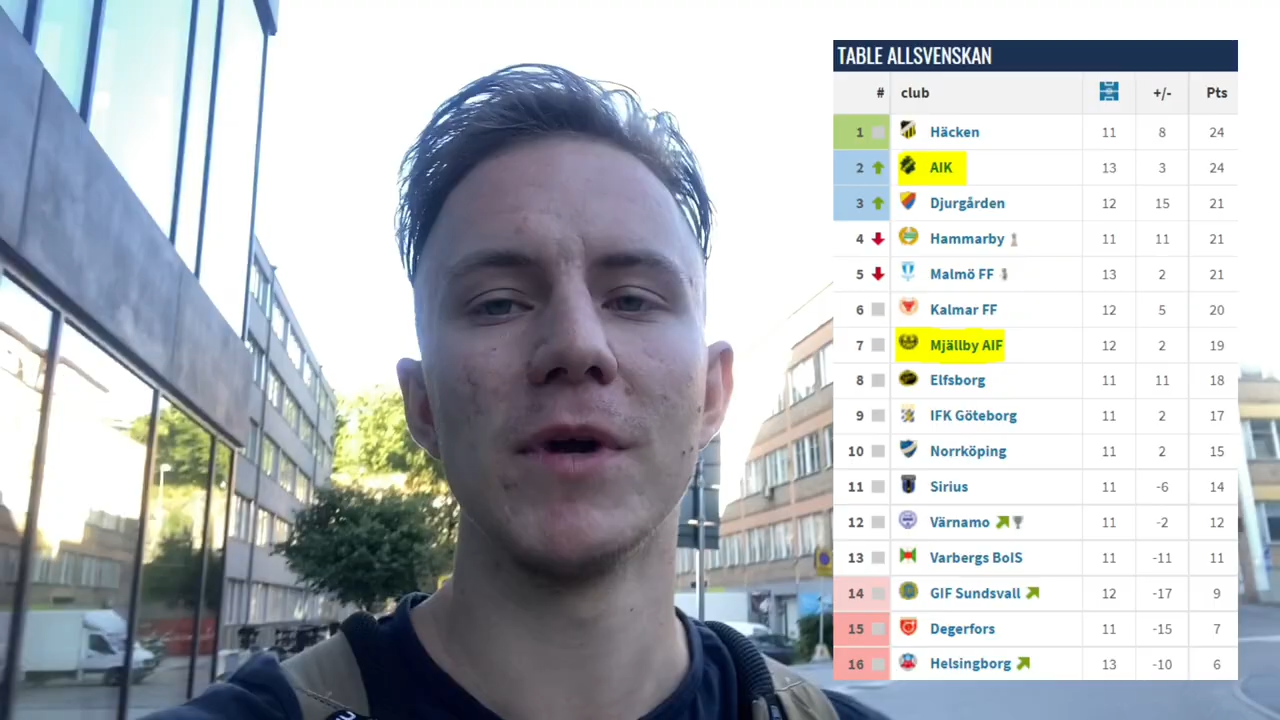 TABLE ALLSVENSKAN
# club +/- Pts
1 Häcken 11 8 24
2 AIK 13 3 24
3 Djurgården 12 15 21
4 Hammarby 11 11 21
5 Malmö FF 13 2 21
6 Kalmar FF 12 5 20
7 Mjällby AIF 12 2 19
8 Elfsborg 11 11 18
9 IFK Göteborg 11 2 17
10 Norrköping 11 2 15
11 Sirius 11 -6 14
12 Värnamo 11 -2 12
13 Varbergs BoIS 11 -11 11
14 GIF Sundsvall 12 -17 9
15 Degerfors 11 -15 7
16 Helsingborg 13 -10 6